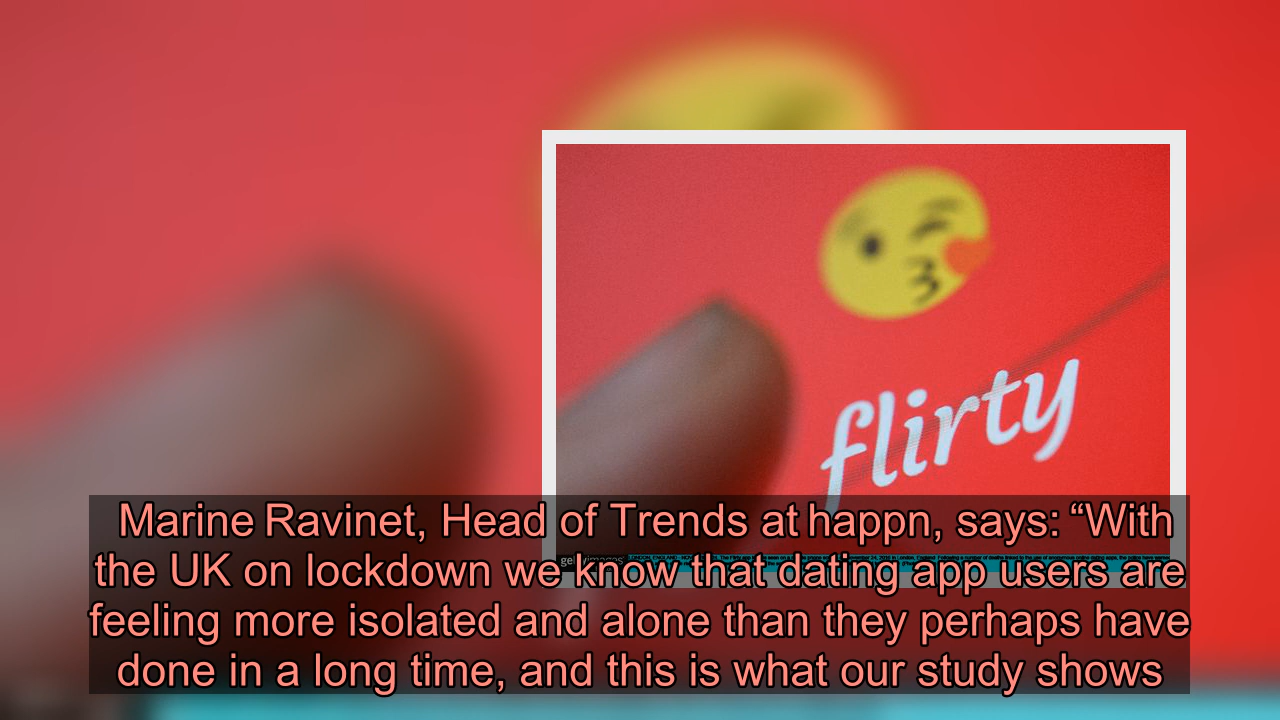 flirty
Marine Ravinet, Head of Trends at happn, says: “With
the UK on lockdown we know that dating app users are
feeling more isolated and alone than they perhaps have
done in a long time, and this is what our study shows